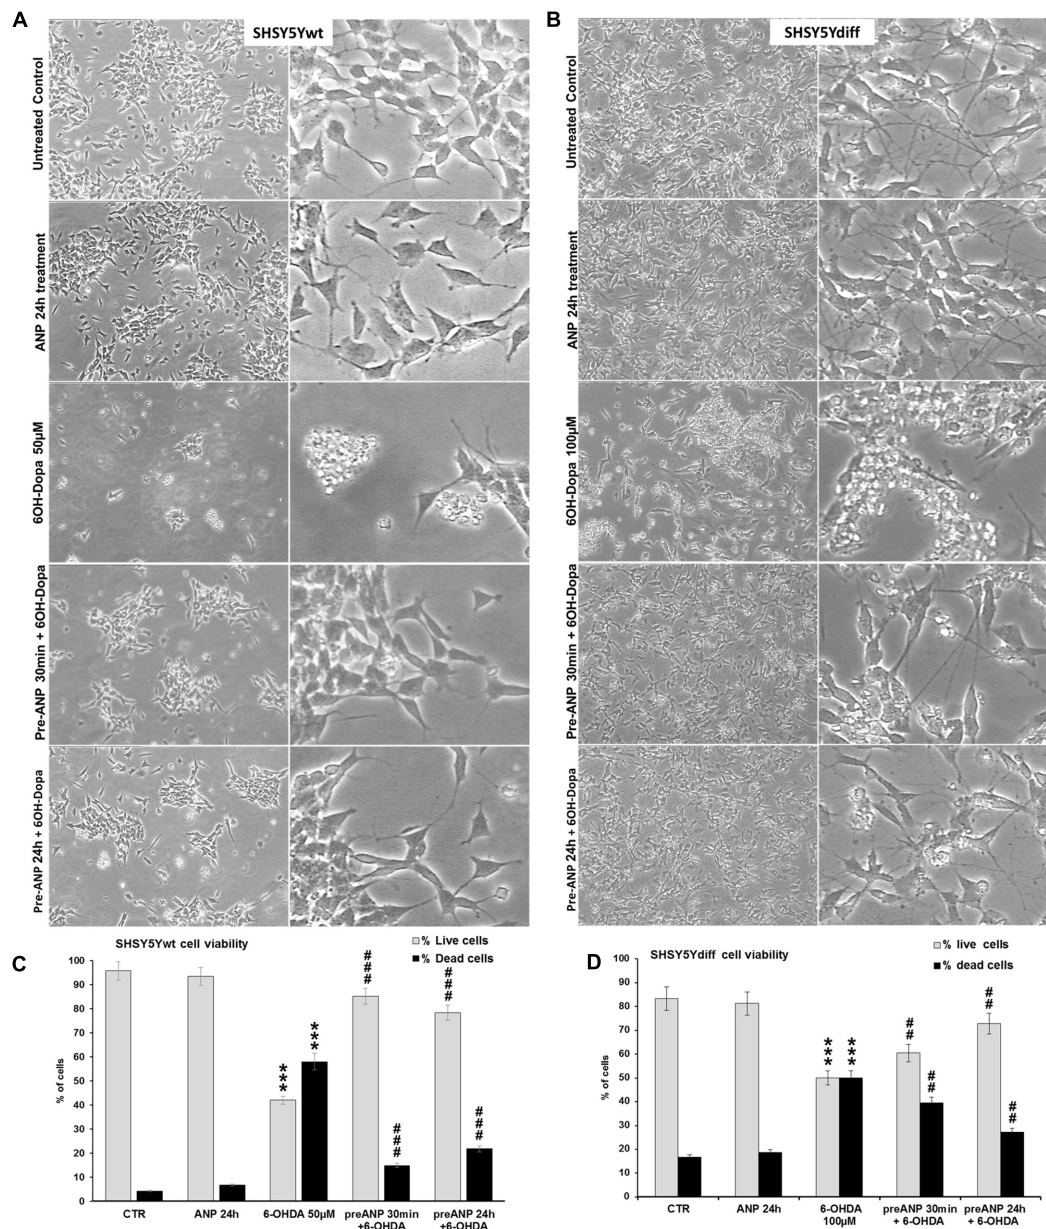 A
SHSY5Ywt
Untreated Control
ANP 24h treatment
6OH-Dopa 50µM
Pre-ANP 30min + 6OH-Dopa
Pre-ANP 24h + 6OH-Dopa
B
SHSY5Ydiff
Untreated Control
ANP 24h treatment
6OH-Dopa 100µM
Pre-ANP 30min + 6OH-Dopa
Pre-ANP 24h + 6OH-Dopa
C
SHSY5Ywt cell viability
% Live cells
% Dead cells
% of cells
100
90
80
70
60
50
40
30
20
10
0
***
***
###
###
###
###
CTR
ANP 24h
6-OHDA 50µM
preANP 30min
+6-OHDA
preANP 24h
+6-OHDA
D
SHSY5Ydiff cell viability
% live cells
% dead cells
% of cells
100
90
80
70
60
50
40
30
20
10
0
***
***
##
##
##
##
CTR
ANP 24h
6-OHDA
100µM
preANP 30min
+ 6-OHDA
preANP 24h
+ 6-OHDA